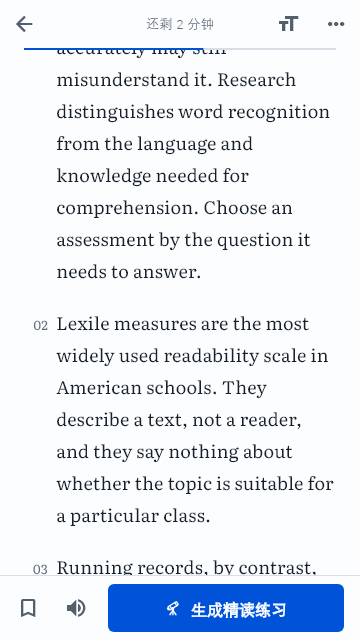 还剩 2 分钟
accurately may still
misunderstand it. Research
distinguishes word recognition
from the language and
knowledge needed for
comprehension. Choose an
assessment by the question it
needs to answer.
02 Lexile measures are the most
widely used readability scale in
American schools. They
describe a text, not a reader,
and they say nothing about
whether the topic is suitable for
a particular class.
03 Running records, by contrast,
生成精读练习